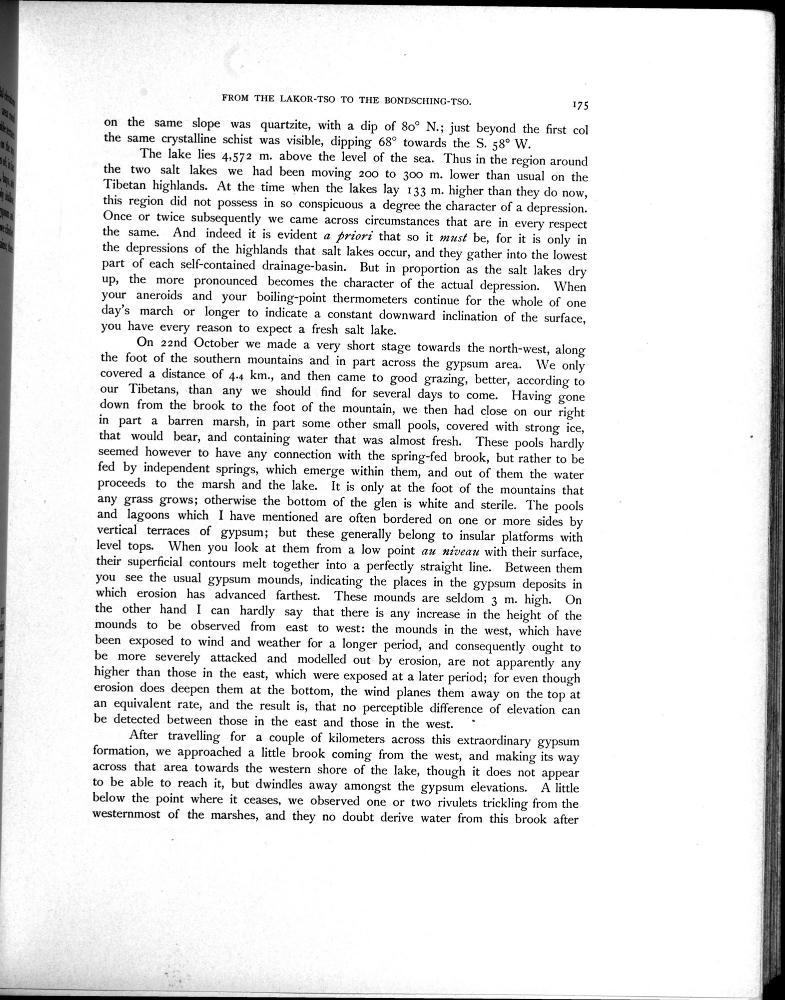 FROM THE LAKOR-TSO TO THE BONDSCHING-TSO. 175
on the same slope was quartzite, with a dip of 80° N.; just beyond the first col
the same crystalline schist was visible, dipping 68° towards the S. 58° W.
The lake lies 4,572 m. above the level of the sea. Thus in the region around
the two salt lakes we had been moving 200 to 300 m. lower than usual on the
Tibetan highlands. At the time when the lakes lay 133 m. higher than they do now,
this region did not possess in so conspicuous a degree the character of a depression.
Once or twice subsequently we came across circumstances that are in every respect
the same. And indeed it is evident a priori that so it must be, for it is only in
the depressions of the highlands that salt lakes occur, and they gather into the lowest
part of each self-contained drainage-basin. But in proportion as the salt lakes dry
up, the more pronounced becomes the character of the actual depression. When
your aneroids and your boiling-point thermometers continue for the whole of one
day's march or longer to indicate a constant downward inclination of the surface,
you have every reason to expect a fresh salt lake.
On 22nd October we made a very short stage towards the north-west, along
the foot of the southern mountains and in part across the gypsum area. We only
covered a distance of 4.4 km., and then came to good grazing, better, according to
our Tibetans, than any we should find for several days to come. Having gone
down from the brook to the foot of the mountain, we then had close on our right
in part a barren marsh, in part some other small pools, covered with strong ice,
that would bear, and containing water that was almost fresh. These pools hardly
seemed however to have any connection with the spring-fed brook, but rather to be
fed by independent springs, which emerge within them, and out of them the water
proceeds to the marsh and the lake. It is only at the foot of the mountains that
any grass grows; otherwise the bottom of the glen is white and sterile. The pools
and lagoons which I have mentioned are often bordered on one or more sides by
vertical terraces of gypsum; but these generally belong to insular platforms with
level tops. When you look at them from a low point au niveau with their surface,
their superficial contours melt together into a perfectly straight line. Between them
you see the usual gypsum mounds, indicating the places in the gypsum deposits in
which erosion has advanced farthest. These mounds are seldom 3 m. high. On
the other hand I can hardly say that there is any increase in the height of the
mounds to be observed from east to west: the mounds in the west, which have
been exposed to wind and weather for a longer period, and consequently ought to
be more severely attacked and modelled out by erosion, are not apparently any
higher than those in the east, which were exposed at a later period; for even though
erosion does deepen them at the bottom, the wind planes them away on the top at
an equivalent rate, and the result is, that no perceptible difference of elevation can
be detected between those in the east and those in the west.
After travelling for a couple of kilometers across this extraordinary gypsum
formation, we approached a little brook coming from the west, and making its way
across that area towards the western shore of the lake, though it does not appear
to be able to reach it, but dwindles away amongst the gypsum elevations. A little
below the point where it ceases, we observed one or two rivulets trickling from the
westernmost of the marshes, and they no doubt derive water from this brook after